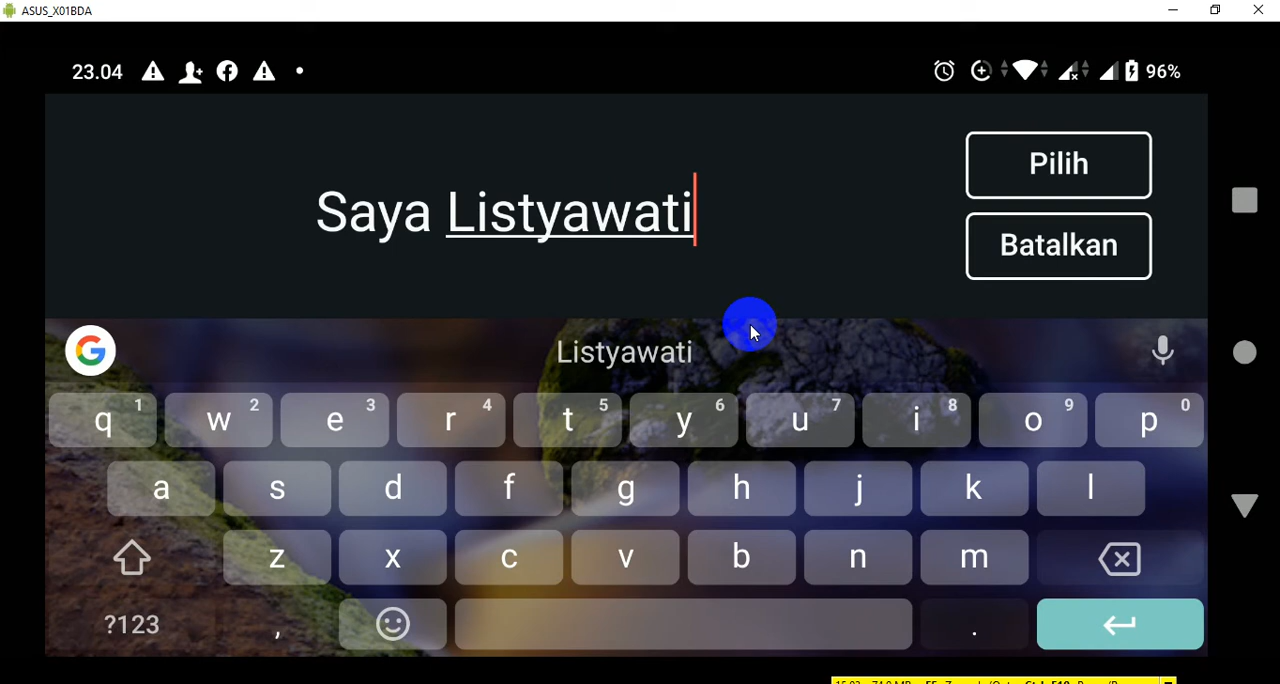 ASUS_X01BDA
23.04
96%
Pilih
Saya Listyawati
Batalkan
G
Listyawati
q 1 w 2 e 3 r 4 t 5 y 6 u 7 i 8 o 9 p 0
a s d f g h j k l
z x c v b n m
?123 , .